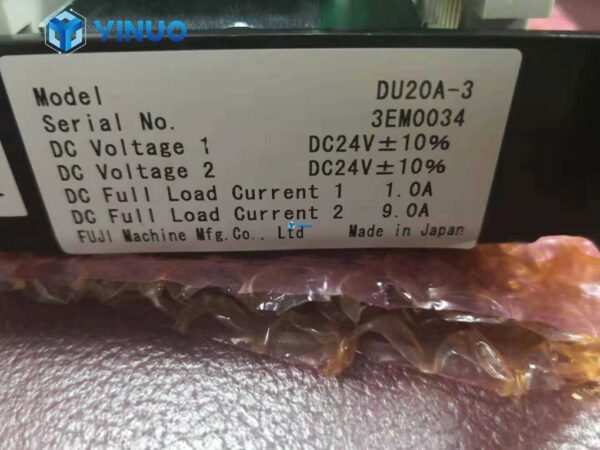 YINUO
Model DU20A-3
Serial No. 3EM0034
DC Voltage 1 DC24V±10%
DC Voltage 2 DC24V±10%
DC Full Load Current 1 1.0A
DC Full Load Current 2 9.0A
FUJI Machine Mfg.Co., Ltd Made in Japan